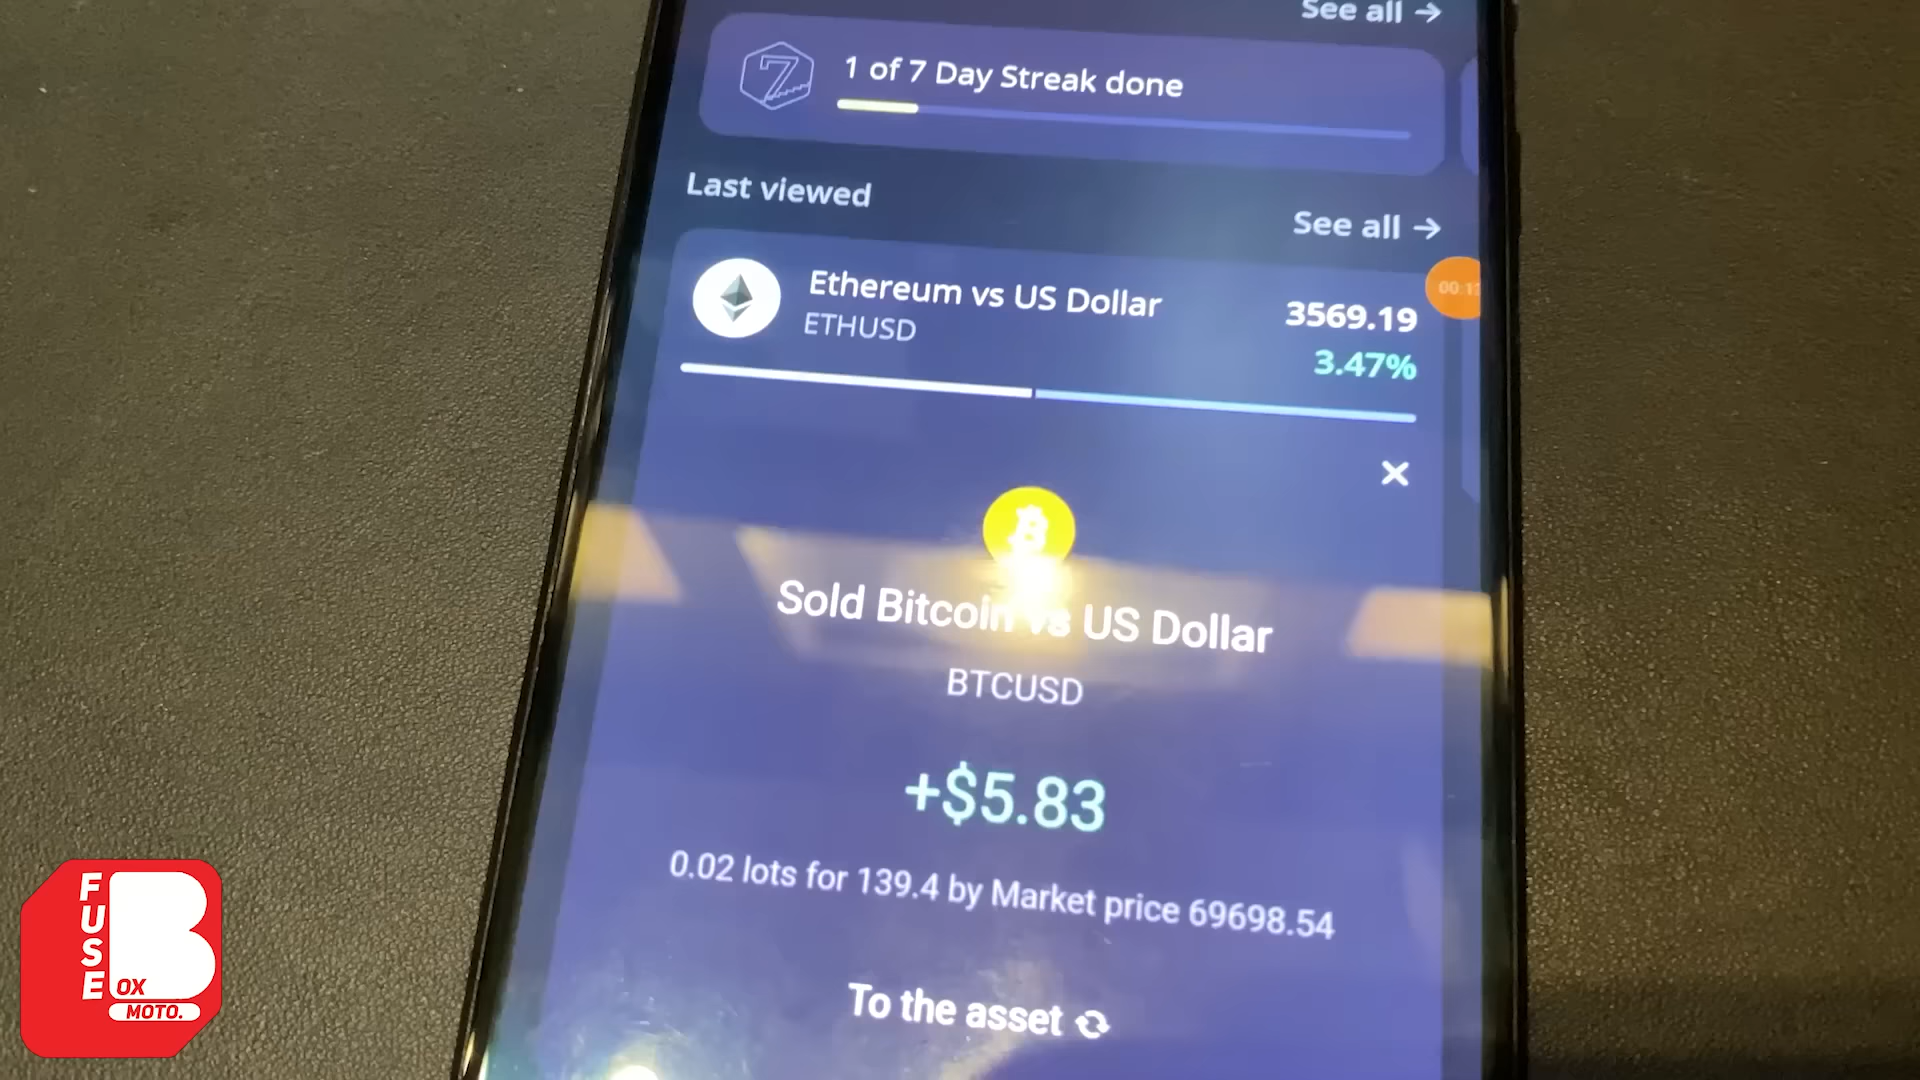 See all →
1 of 7 Day Streak done
Last viewed
See all →
Ethereum vs US Dollar
ETHUSD
3569.19
3.47%
Sold Bitcoin vs US Dollar
BTCUSD
+$5.83
0.02 lots for 139.4 by Market price 69698.54
To the asset
FUSE
BOX
MOTO.